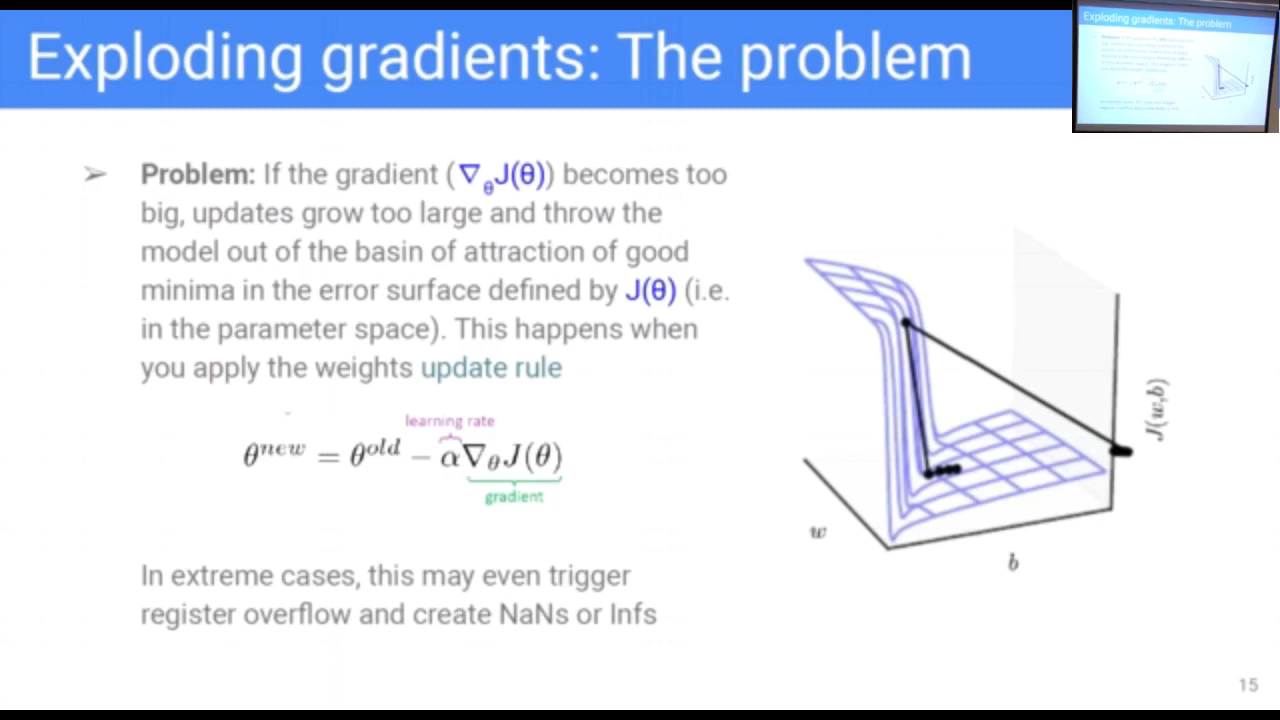 Exploding gradients: The problem
Exploding gradients: The problem
➢ Problem: If the gradient (∇θJ(θ)) becomes too
big, updates grow too large and throw the
model out of the basin of attraction of good
minima in the error surface defined by J(θ) (i.e.
in the parameter space). This happens when
you apply the weights update rule
learning rate
θ^new = θ^old − α∇θJ(θ)
gradient
In extreme cases, this may even trigger
register overflow and create NaNs or Infs
J(w,b)
w
b
15